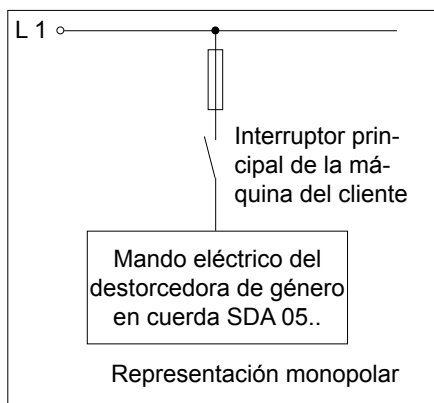 L 1
Interruptor prin-
cipal de la má-
quina del cliente
Mando eléctrico del
destorcedora de género
en cuerda SDA 05..
Representación monopolar